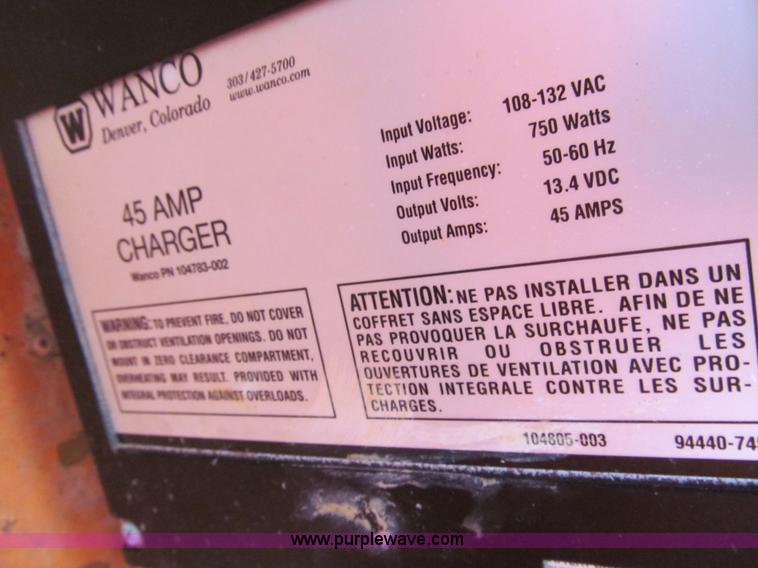 W
WANCO
Denver, Colorado
303/427-5700
www.wanco.com
45 AMP
CHARGER
Wanco PN 104783-002
Input Voltage: 108-132 VAC
Input Watts: 750 Watts
Input Frequency: 50-60 Hz
Output Volts: 13.4 VDC
Output Amps: 45 AMPS
WARNING: TO PREVENT FIRE, DO NOT COVER
OR OBSTRUCT VENTILATION OPENINGS. DO NOT
MOUNT IN ZERO CLEARANCE COMPARTMENT,
OVERHEATING MAY RESULT. PROVIDED WITH
INTEGRAL PROTECTION AGAINST OVERLOADS.
ATTENTION: NE PAS INSTALLER DANS UN
COFFRET SANS ESPACE LIBRE. AFIN DE NE
PAS PROVOQUER LA SURCHAUFE, NE PAS
RECOUVRIR OU OBSTRUER LES
OUVERTURES DE VENTILATION AVEC PRO-
TECTION INTEGRALE CONTRE LES SUR-
CHARGES.
104805-003
94440-74
www.purplewave.com